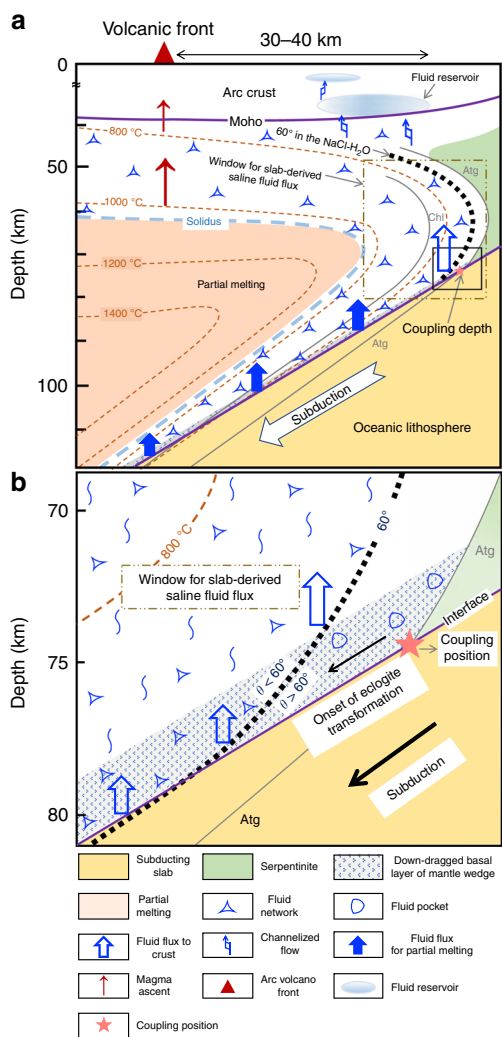 a
Volcanic front
30–40 km
0
Fluid reservoir
Arc crust
Moho
800 °C
60° in the NaCl-H₂O
50
Window for slab-derived
saline fluid flux
Atg
1000 °C
Chl
Solidus
1200 °C
Partial melting
1400 °C
Coupling depth
Atg
100
Subduction
Oceanic lithosphere
Depth (km)
b
70
60°
800 °C
Atg
Window for slab-derived
saline fluid flux
Interface
Coupling
position
75
θ < 60°
θ > 60°
Onset of eclogite
transformation
Subduction
Atg
80
Depth (km)
Subducting
slab
Serpentinite
Down-dragged basal
layer of mantle wedge
Partial
melting
Fluid
network
Fluid pocket
Fluid flux to
crust
Channelized
flow
Fluid flux
for partial melting
Magma
ascent
Arc volcano
front
Fluid reservoir
Coupling position